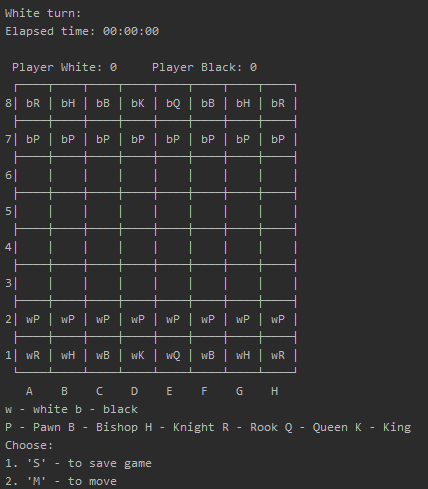 White turn:
Elapsed time: 00:00:00
Player White: 0     Player Black: 0
8| bR | bH | bB | bK | bQ | bB | bH | bR |
7| bP | bP | bP | bP | bP | bP | bP | bP |
6|    |    |    |    |    |    |    |    |
5|    |    |    |    |    |    |    |    |
4|    |    |    |    |    |    |    |    |
3|    |    |    |    |    |    |    |    |
2| wP | wP | wP | wP | wP | wP | wP | wP |
1| wR | wH | wB | wK | wQ | wB | wH | wR |
A    B    C    D    E    F    G    H
w - white b - black
P - Pawn B - Bishop H - Knight R - Rook Q - Queen K - King
Choose:
1. 'S' - to save game
2. 'M' - to move